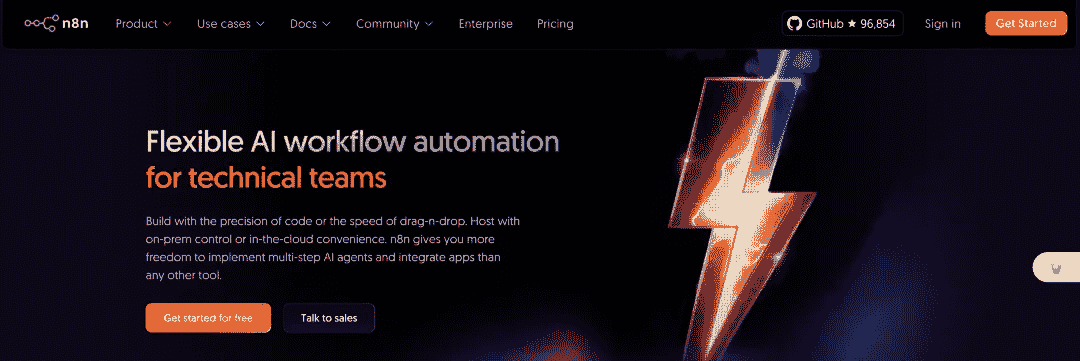 n8n Product Use cases Docs Community Enterprise Pricing GitHub ★ 96,854 Sign in Get Started
Flexible AI workflow automation
for technical teams
Build with the precision of code or the speed of drag-n-drop. Host with
on-prem control or in-the-cloud convenience. n8n gives you more
freedom to implement multi-step AI agents and integrate apps than
any other tool.
Get started for free Talk to sales